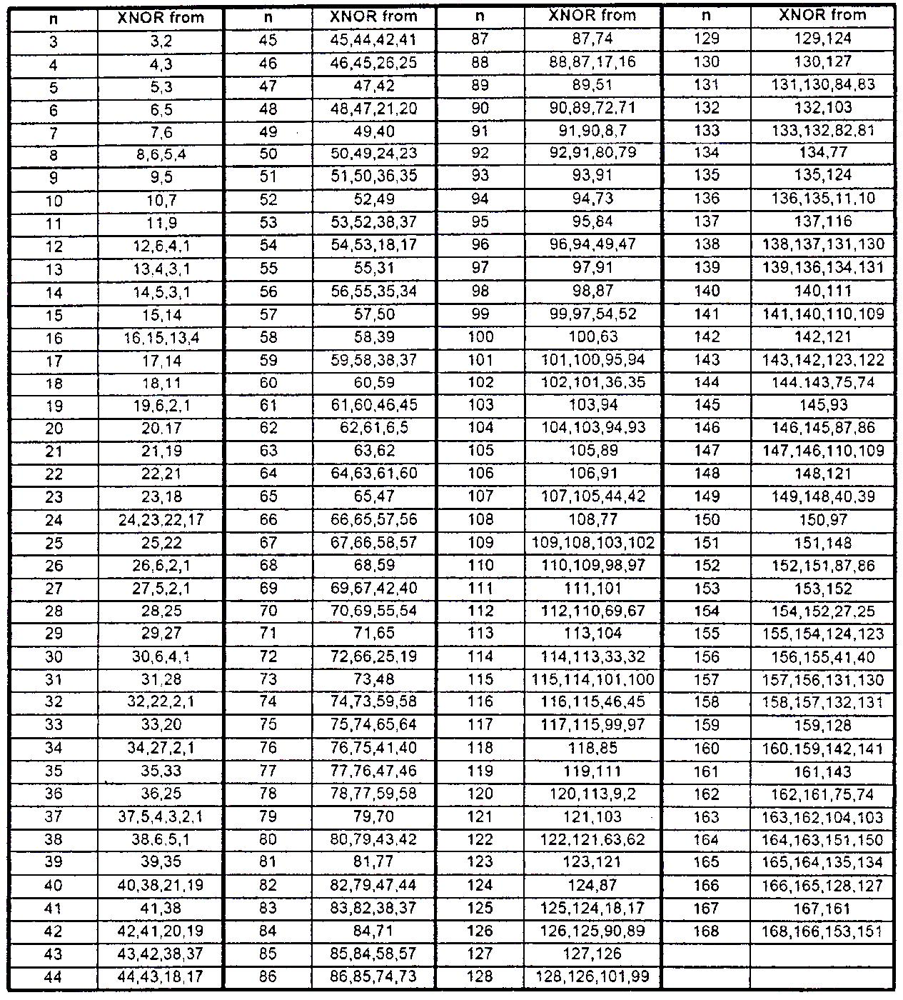 n XNOR from n XNOR from n XNOR from n XNOR from
3 3,2 45 45,44,42,41 87 87,74 129 129,124
4 4,3 46 46,45,26,25 88 88,87,17,16 130 130,127
5 5,3 47 47,42 89 89,51 131 131,130,84,83
6 6,5 48 48,47,21,20 90 90,89,72,71 132 132,103
7 7,6 49 49,40 91 91,90,8,7 133 133,132,82,81
8 8,6,5,4 50 50,49,24,23 92 92,91,80,79 134 134,77
9 9,5 51 51,50,36,35 93 93,91 135 135,124
10 10,7 52 52,49 94 94,73 136 136,135,11,10
11 11,9 53 53,52,38,37 95 95,84 137 137,116
12 12,6,4,1 54 54,53,18,17 96 96,94,49,47 138 138,137,131,130
13 13,4,3,1 55 55,31 97 97,91 139 139,136,134,131
14 14,5,3,1 56 56,55,35,34 98 98,87 140 140,111
15 15,14 57 57,50 99 99,97,54,52 141 141,140,110,109
16 16,15,13,4 58 58,39 100 100,63 142 142,121
17 17,14 59 59,58,38,37 101 101,100,95,94 143 143,142,123,122
18 18,11 60 60,59 102 102,101,36,35 144 144.143,75,74
19 19,6,2,1 61 61,60,46,45 103 103,94 145 145,93
20 20,17 62 62,61,6,5 104 104,103,94,93 146 146,145,87,86
21 21,19 63 63,62 105 105,89 147 147,146,110,109
22 22,21 64 64,63,61,60 106 106,91 148 148,121
23 23,18 65 65,47 107 107,105,44,42 149 149,148,40,39
24 24,23,22,17 66 66,65,57,56 108 108,77 150 150,97
25 25,22 67 67,66,58,57 109 109,108,103,102 151 151,148
26 26,6,2,1 68 68,59 110 110,109,98,97 152 152,151,87,86
27 27,5,2,1 69 69,67,42,40 111 111,101 153 153,152
28 28,25 70 70,69,55,54 112 112,110,69,67 154 154,152,27,25
29 29,27 71 71,65 113 113,104 155 155,154,124,123
30 30,6,4,1 72 72,66,25,19 114 114,113,33,32 156 156,155,41,40
31 31,28 73 73,48 115 115,114,101,100 157 157,156,131,130
32 32,22,2,1 74 74,73,59,58 116 116,115,46,45 158 158,157,132,131
33 33,20 75 75,74,65,64 117 117,115,99,97 159 159,128
34 34,27,2,1 76 76,75,41,40 118 118,85 160 160.159,142,141
35 35,33 77 77,76,47,46 119 119,111 161 161,143
36 36,25 78 78,77,59,58 120 120,113,9,2 162 162,161,75,74
37 37,5,4,3,2,1 79 79,70 121 121,103 163 163,162,104,103
38 38,6,5,1 80 80,79,43,42 122 122,121,63,62 164 164,163,151,150
39 39,35 81 81,77 123 123,121 165 165,164,135,134
40 40,38,21,19 82 82,79,47,44 124 124,87 166 166,165,128,127
41 41,38 83 83,82,38,37 125 125,124,18,17 167 167,161
42 42,41,20,19 84 84,71 126 126,125,90,89 168 168,166,153,151
43 43,42,38,37 85 85,84,58,57 127 127,126
44 44,43,18,17 86 86,85,74,73 128 128,126,101,99